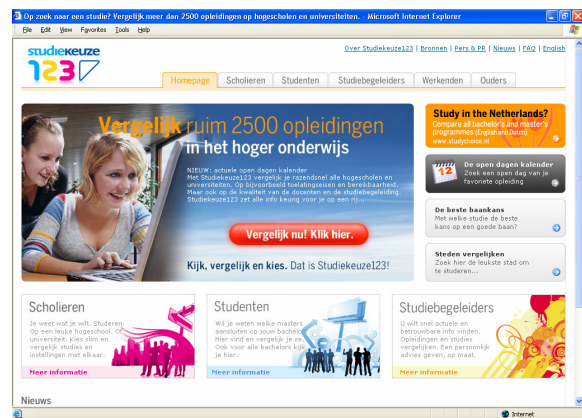 Op zoek naar een studie? Vergelijk meer dan 2500 opleidingen op hogescholen en universiteiten. - Microsoft Internet Explorer
File Edit View Favorites Tools Help
studiekeuze
123
Over Studiekeuze123 | Bronnen | Pers & PR | Nieuws | FAQ | English
Homepage Scholieren Studenten Studiebegeleiders Werkenden Ouders
Vergelijk ruim 2500 opleidingen
in het hoger onderwijs
NIEUW: actuele open dagen kalender
Met Studiekeuze123 vergelijk je razendsnel alle hogescholen en
universiteiten. Op bijvoorbeeld toelatingseisen en bereikbaarheid.
Maar ook op de kwaliteit van de docenten en de studiebegeleiding.
Studiekeuze123 zet alle info keurig voor je op een rij...
Vergelijk nu! Klik hier.
Kijk, vergelijk en kies. Dat is Studiekeuze123!
Study in the Netherlands?
Compare all bachelor's and master's
programmes (English and Dutch)
www.studychoice.nl
12
De open dagen kalender
Zoek een open dag van je
favoriete opleiding
De beste baankans
Met welke studie de beste
kans op een goede baan?
Steden vergelijken
Zoek hier de leukste stad om
te studeren...
Scholieren
Je weet wat je wilt. Studeren.
Op een leuke hogeschool. Of
universiteit. Kies slim en
vergelijk studies en
instellingen met elkaar.
Meer informatie
Studenten
Wil je weten welke masters
aansluiten op jouw bachelor?
Hier vind en vergelijk je ze.
Ook voor alle bachelors kijk
je hier.
Meer informatie
Studiebegeleiders
U wilt snel actuele en
betrouwbare info vinden.
Opleidingen en studies
vergelijken. Een persoonlijk
advies geven, op maat.
Meer informatie
Nieuws
Internet